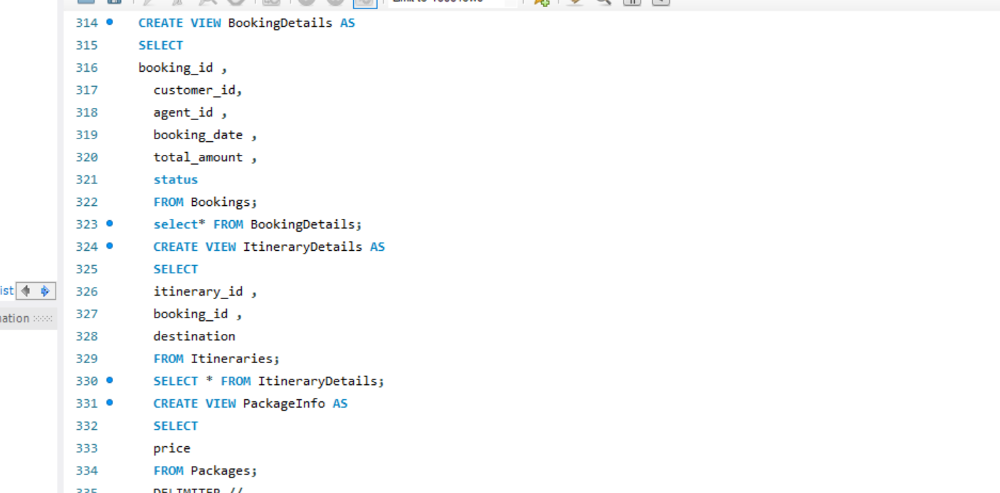 314 CREATE VIEW BookingDetails AS
315 SELECT
316 booking_id ,
317 customer_id,
318 agent_id ,
319 booking_date ,
320 total_amount ,
321 status
322 FROM Bookings;
323 select* FROM BookingDetails;
324 CREATE VIEW ItineraryDetails AS
325 SELECT
326 itinerary_id ,
ist
327 booking_id ,
328 destination
329 FROM Itineraries;
330 SELECT * FROM ItineraryDetails;
331 CREATE VIEW PackageInfo AS
332 SELECT
333 price
334 FROM Packages;
335 DELIMITER //